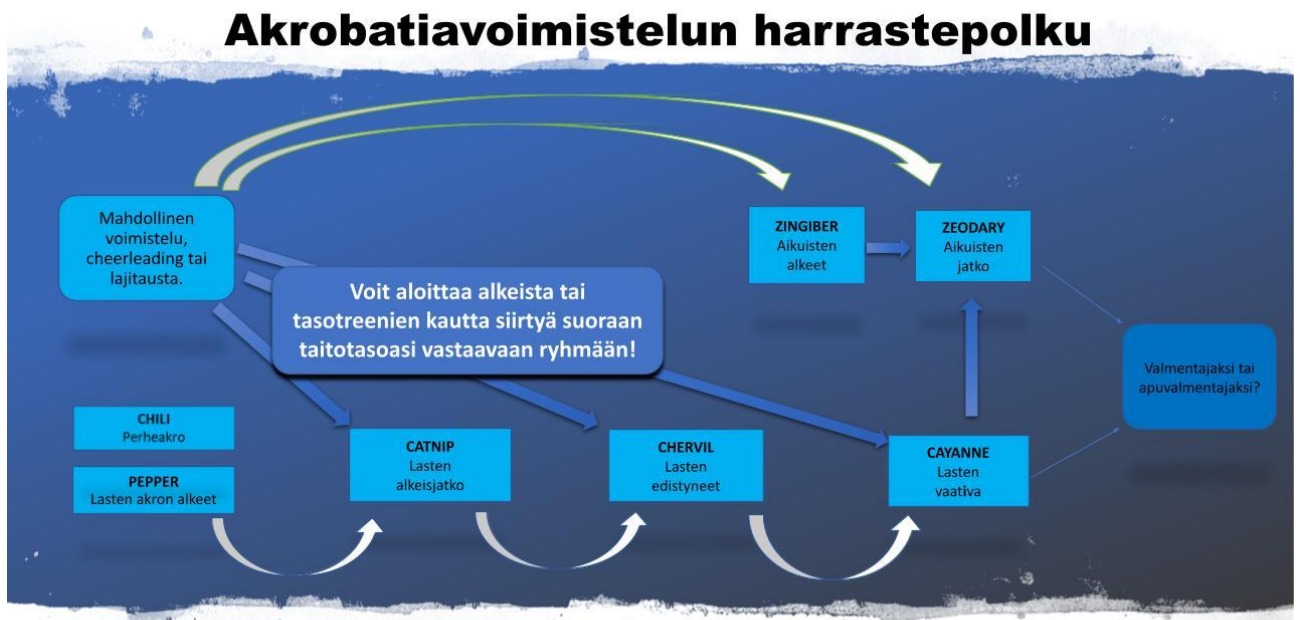 Akrobatiavoimistelun harrastepolku
Mahdollinen
voimistelu,
cheerleading tai
lajitausta.
Voit aloittaa alkeista tai
tasotreenien kautta siirtyä suoraan
taitotasoasi vastaavaan ryhmään!
ZINGIBER
Aikuisten
alkeet
ZEODARY
Aikuisten
jatko
Valmentajaksi tai
apuvalmentajaksi?
CHILI
Perheakro
PEPPER
Lasten akron alkeet
CATNIP
Lasten
alkeisjatko
CHERVIL
Lasten
edistyneet
CAYANNE
Lasten
vaativa